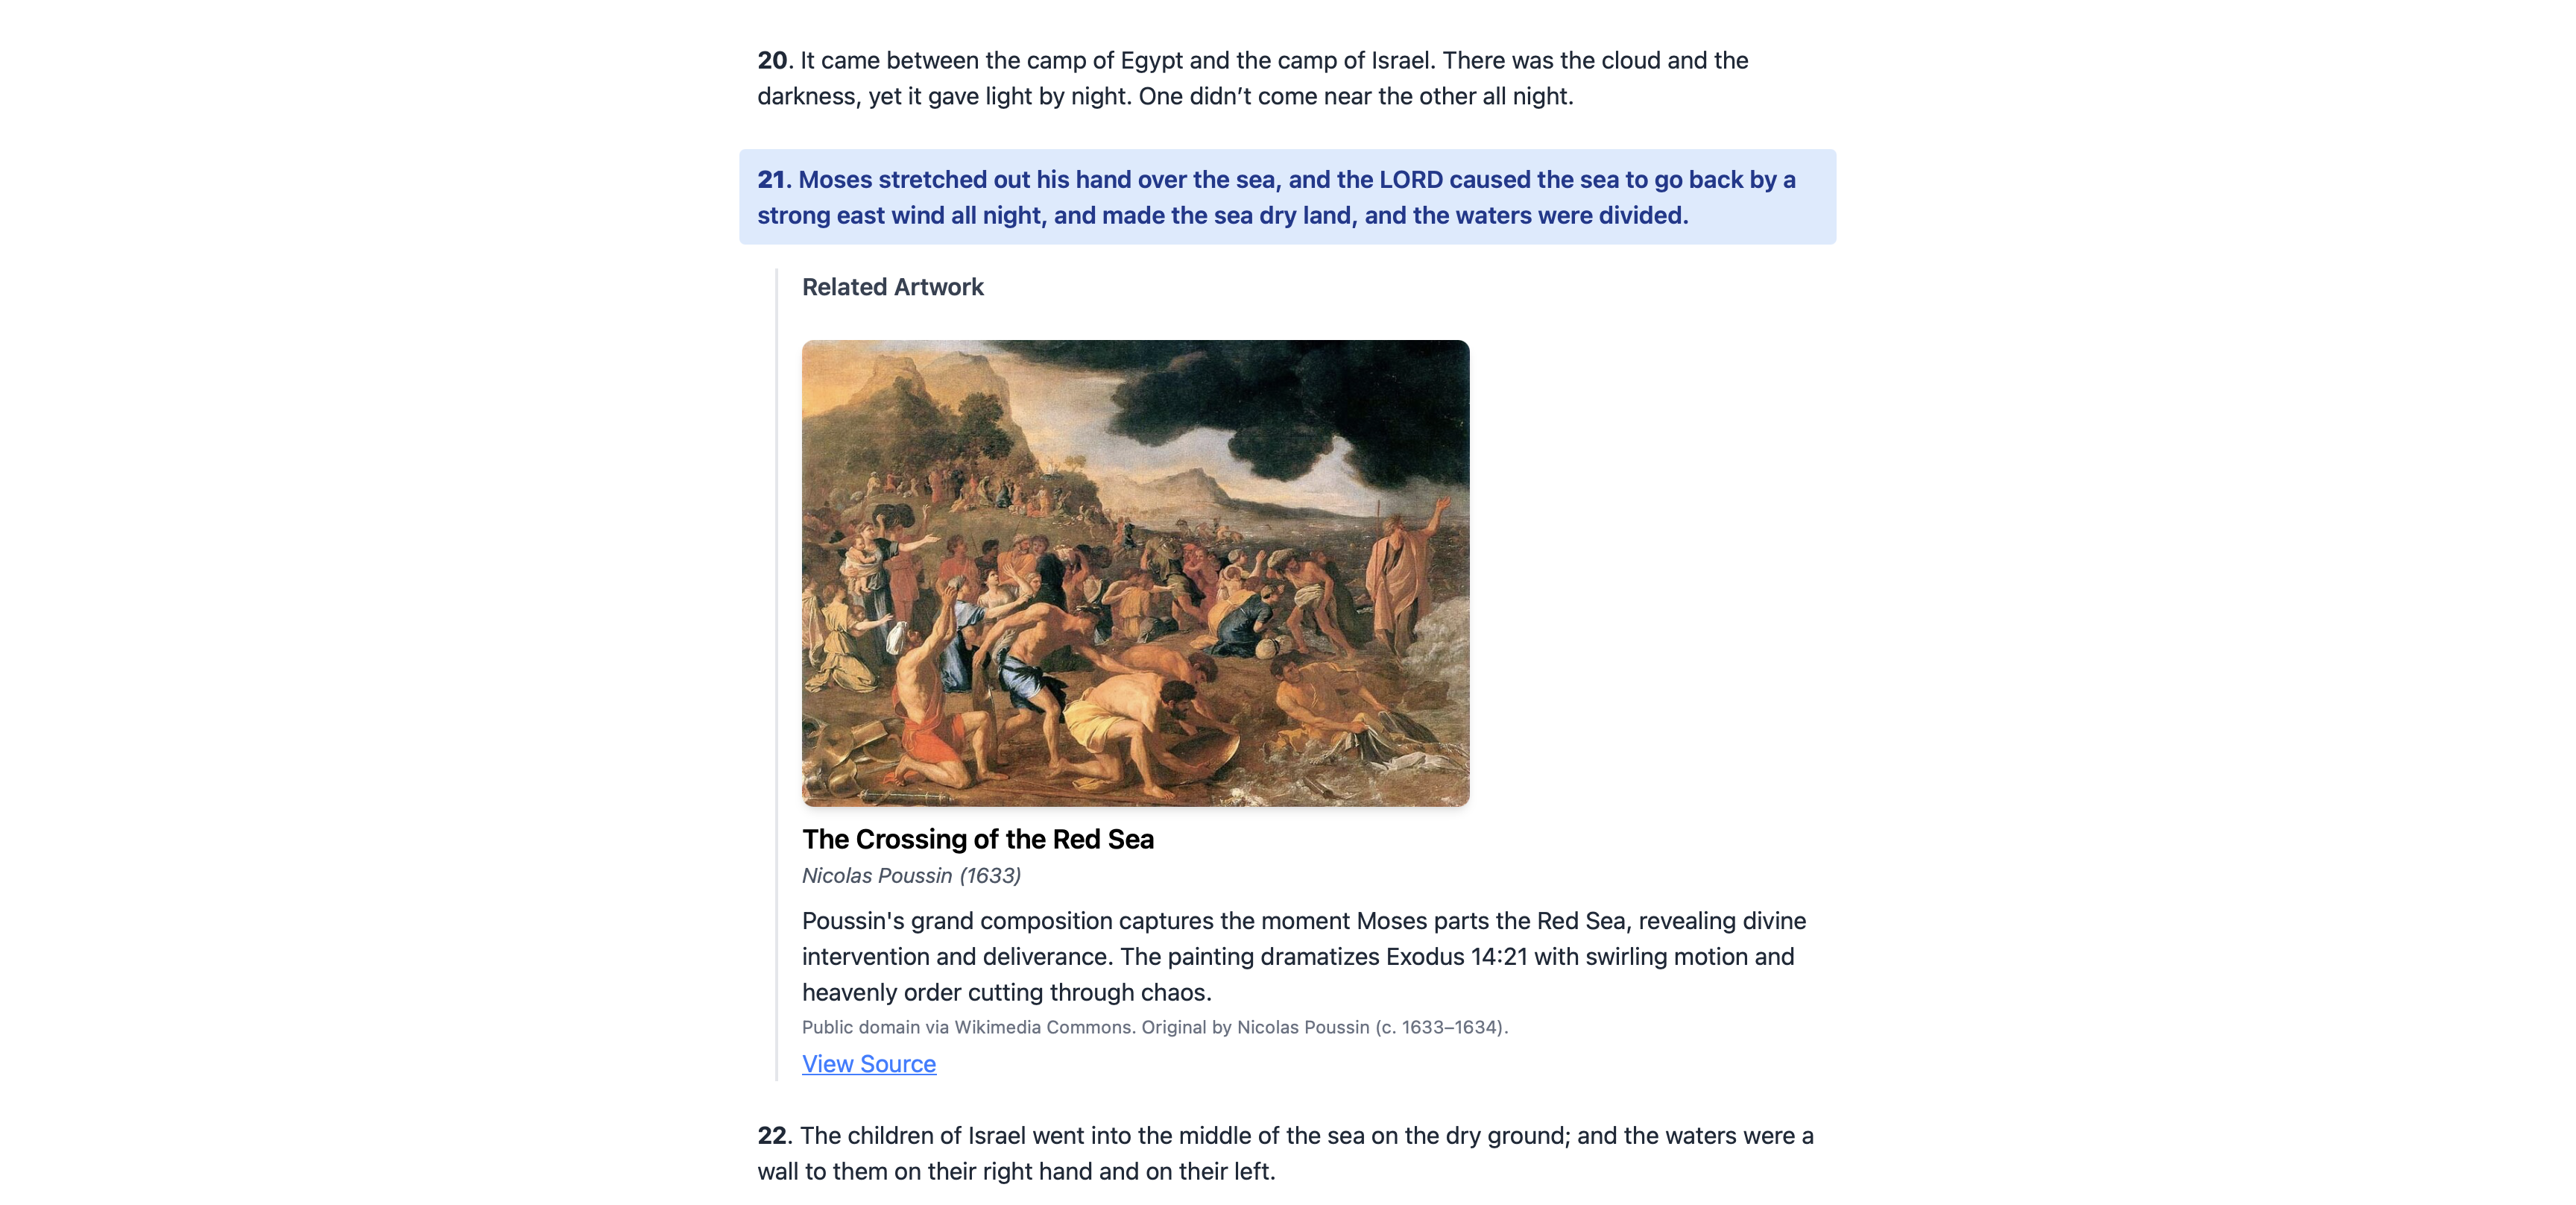 20. It came between the camp of Egypt and the camp of Israel. There was the cloud and the
darkness, yet it gave light by night. One didn’t come near the other all night.
21. Moses stretched out his hand over the sea, and the LORD caused the sea to go back by a
strong east wind all night, and made the sea dry land, and the waters were divided.
Related Artwork
The Crossing of the Red Sea
Nicolas Poussin (1633)
Poussin's grand composition captures the moment Moses parts the Red Sea, revealing divine
intervention and deliverance. The painting dramatizes Exodus 14:21 with swirling motion and
heavenly order cutting through chaos.
Public domain via Wikimedia Commons. Original by Nicolas Poussin (c. 1633–1634).
View Source
22. The children of Israel went into the middle of the sea on the dry ground; and the waters were a
wall to them on their right hand and on their left.